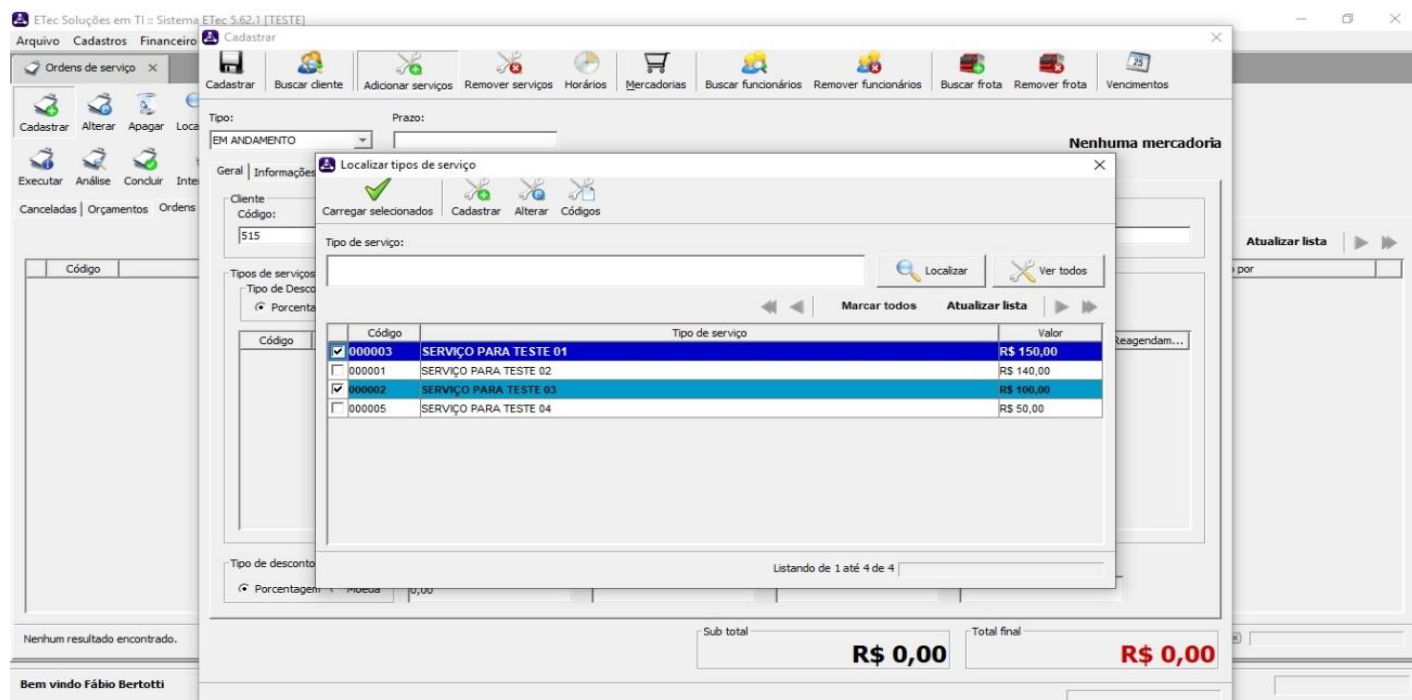 ETec Soluções em TI :: Sistema ETec 5.62.1 [TESTE]
Arquivo Cadastros Financeiro
Cadastrar
Ordens de serviço
Cadastrar Buscar cliente Adicionar serviços Remover serviços Horários Mercadorias Buscar funcionários Remover funcionários Buscar frota Remover frota Vencimentos
Cadastrar Alterar Apagar Loca
Tipo: Prazo:
EM ANDAMENTO
Nenhuma mercadoria
Executar Análise Concluir Inte
Geral Informações
Localizar tipos de serviço
Canceladas Orçamentos Ordens
Cliente
Código:
515
Carregar selecionados Cadastrar Alterar Códigos
Tipo de serviço:
Atualizar lista
Localizar Ver todos
Código
por
Tipos de serviços
Tipo de Desco
Porcenta
Marcar todos Atualizar lista
Código
Reagendam...
Código Tipo de serviço Valor
000003 SERVIÇO PARA TESTE 01 R$ 150,00
000001 SERVIÇO PARA TESTE 02 R$ 140,00
000002 SERVIÇO PARA TESTE 03 R$ 100,00
000005 SERVIÇO PARA TESTE 04 R$ 50,00
Listando de 1 até 4 de 4
Tipo de desconto
Porcentagem Moeda 0,00
Nenhum resultado encontrado.
Sub total Total final
R$ 0,00 R$ 0,00
Bem vindo Fábio Bertotti